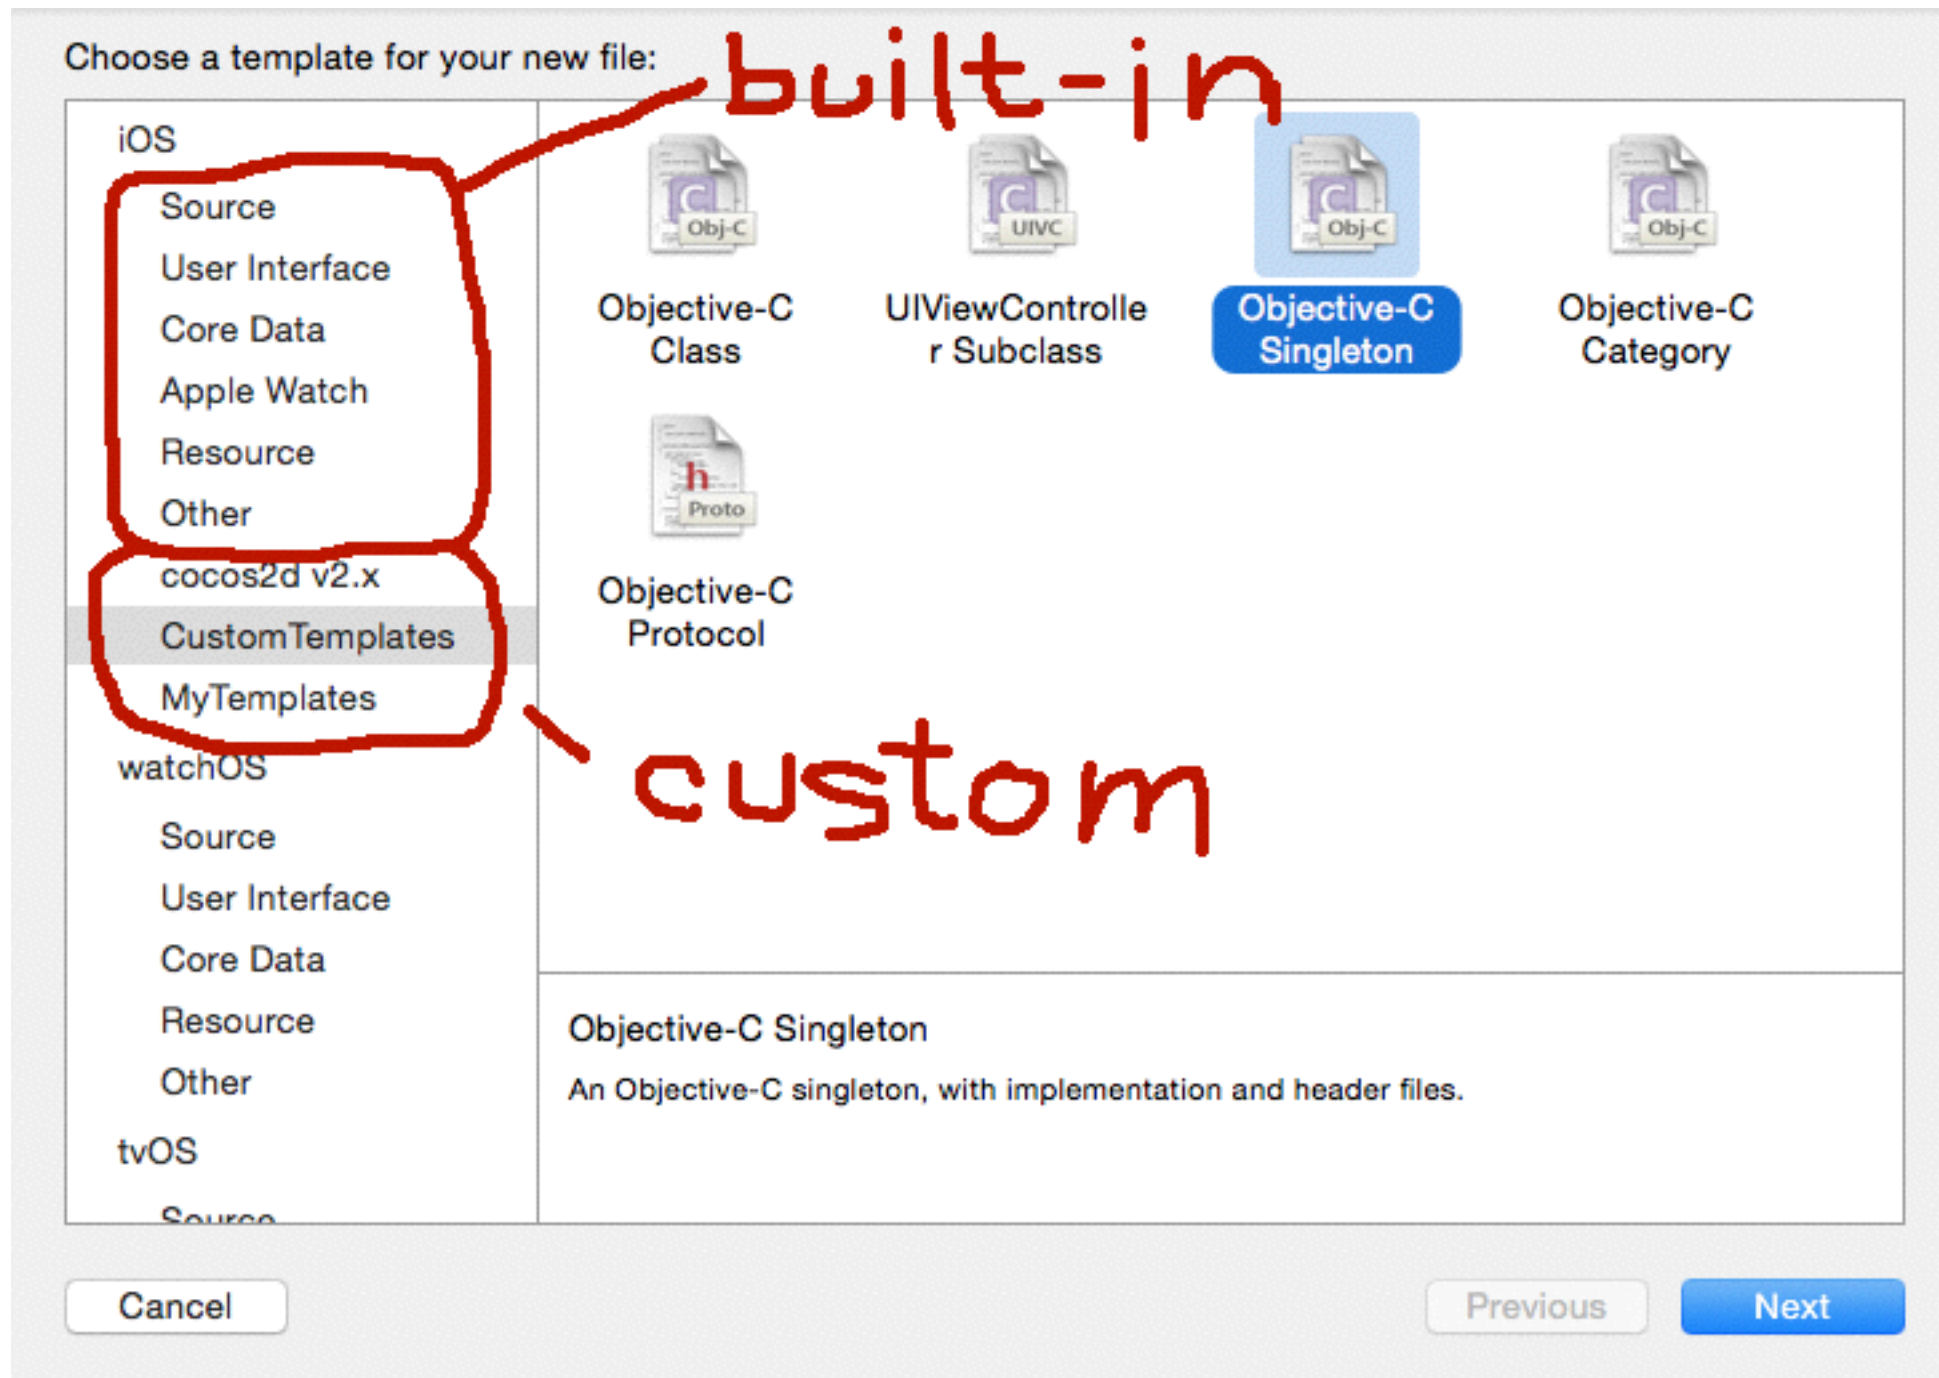 Choose a template for your new file:
built-in
iOS
Source
User Interface
Core Data
Apple Watch
Resource
Other
cocos2d v2.x
CustomTemplates
MyTemplates
watchOS
Source
User Interface
Core Data
Resource
Other
tvOS
Source
Obj-C
Objective-C
Class
UIVC
UIViewControlle
r Subclass
Obj-C
Objective-C
Singleton
Obj-C
Objective-C
Category
h
Proto
Objective-C
Protocol
custom
Objective-C Singleton
An Objective-C singleton, with implementation and header files.
Cancel
Previous
Next